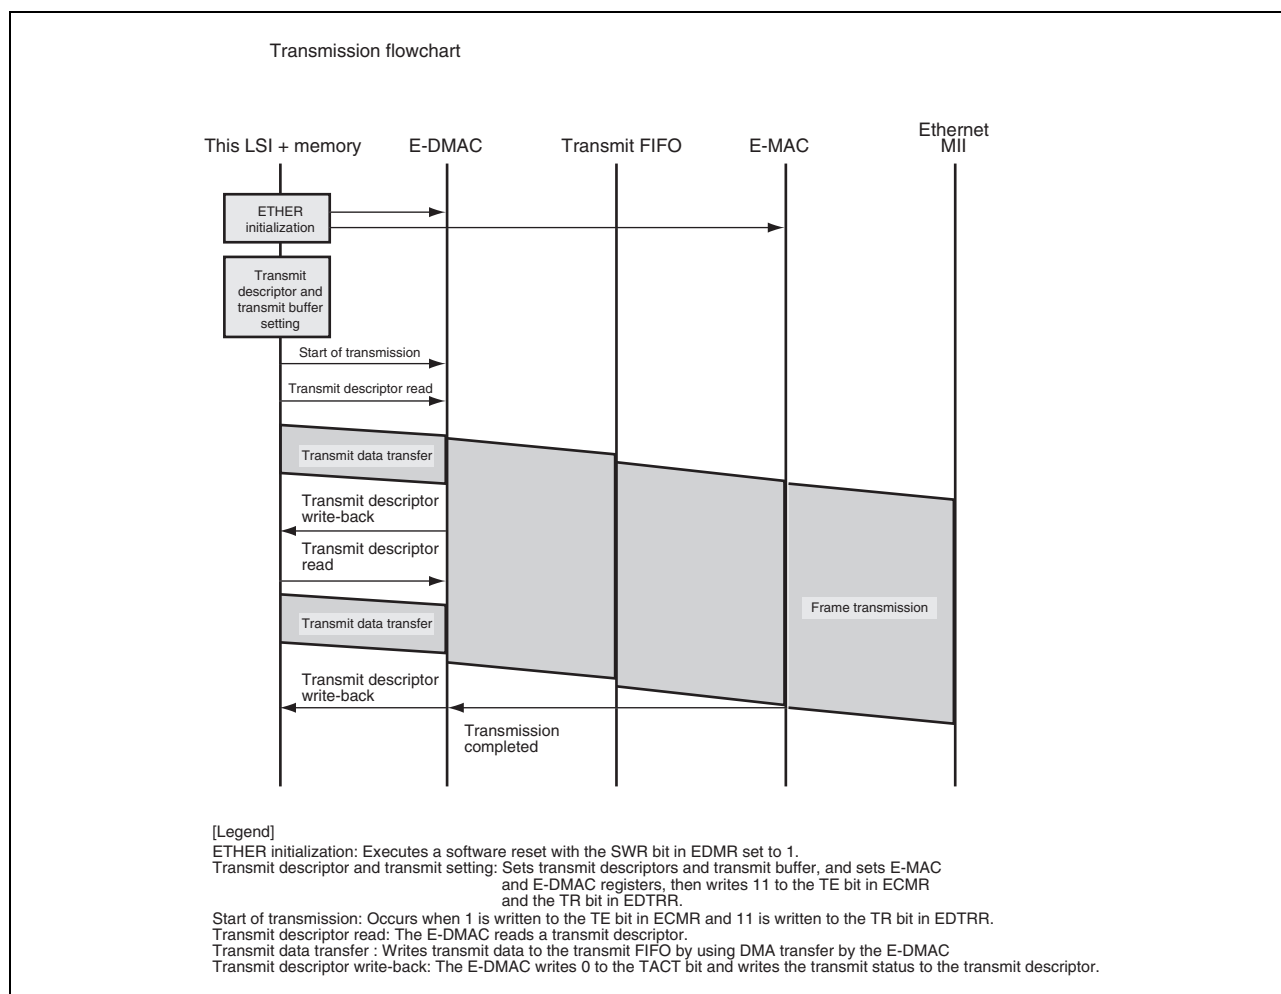 Transmission flowchart
This LSI + memory
E-DMAC
Transmit FIFO
E-MAC
Ethernet
MII
ETHER
initialization
Transmit
descriptor and
transmit buffer
setting
Start of transmission
Transmit descriptor read
Transmit data transfer
Transmit descriptor
write-back
Transmit descriptor
read
Frame transmission
Transmit data transfer
Transmit descriptor
write-back
Transmission
completed
[Legend]
ETHER initialization: Executes a software reset with the SWR bit in EDMR set to 1.
Transmit descriptor and transmit setting: Sets transmit descriptors and transmit buffer, and sets E-MAC
and E-DMAC registers, then writes 11 to the TE bit in ECMR
and the TR bit in EDTRR.
Start of transmission: Occurs when 1 is written to the TE bit in ECMR and 11 is written to the TR bit in EDTRR.
Transmit descriptor read: The E-DMAC reads a transmit descriptor.
Transmit data transfer : Writes transmit data to the transmit FIFO by using DMA transfer by the E-DMAC
Transmit descriptor write-back: The E-DMAC writes 0 to the TACT bit and writes the transmit status to the transmit descriptor.